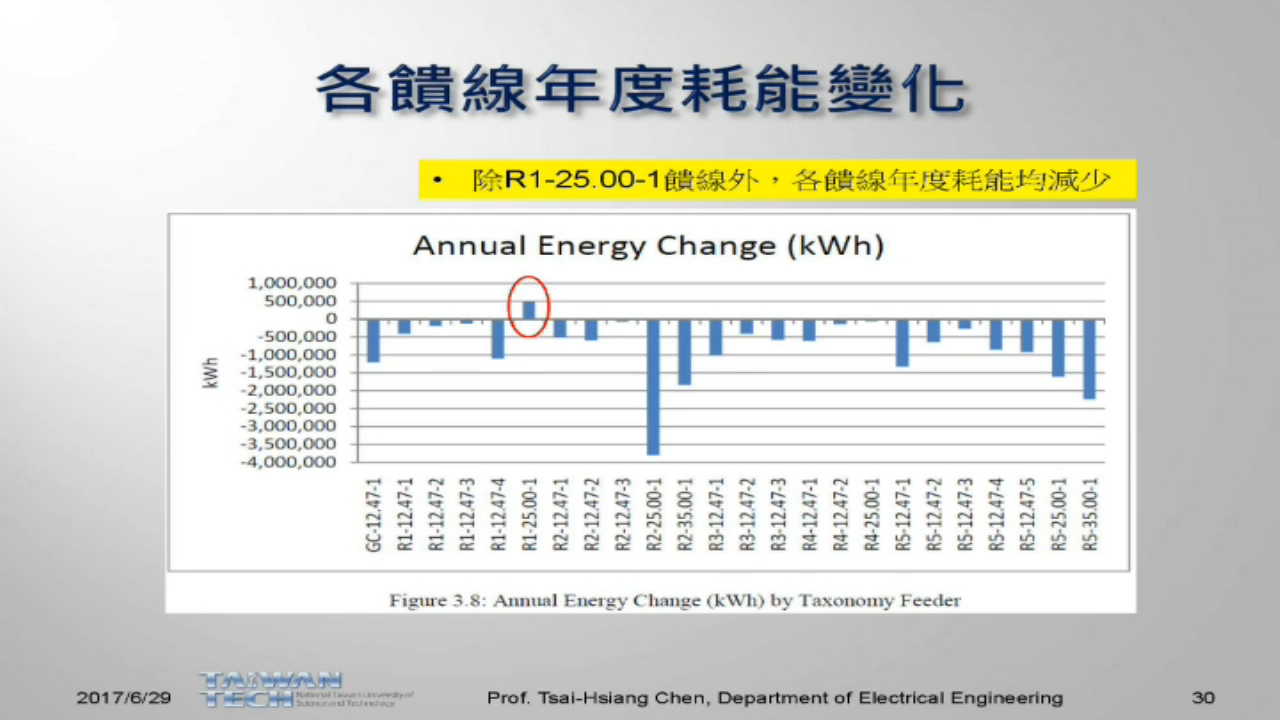 各饋線年度耗能變化
• 除R1-25.00-1饋線外，各饋線年度耗能均減少
Annual Energy Change (kWh)
1,000,000
500,000
0
-500,000
-1,000,000
-1,500,000
-2,000,000
-2,500,000
-3,000,000
-3,500,000
-4,000,000
kWh
GC-12.47-1
R1-12.47-1
R1-12.47-2
R1-12.47-3
R1-12.47-4
R1-25.00-1
R2-12.47-1
R2-12.47-2
R2-12.47-3
R2-25.00-1
R2-35.00-1
R3-12.47-1
R3-12.47-2
R3-12.47-3
R4-12.47-1
R4-12.47-2
R4-25.00-1
R5-12.47-1
R5-12.47-2
R5-12.47-3
R5-12.47-4
R5-12.47-5
R5-25.00-1
R5-35.00-1
Figure 3.8: Annual Energy Change (kWh) by Taxonomy Feeder
2017/6/29
TAIWAN
TECH
National Taiwan University of
Science and Technology
Prof. Tsai-Hsiang Chen, Department of Electrical Engineering
30